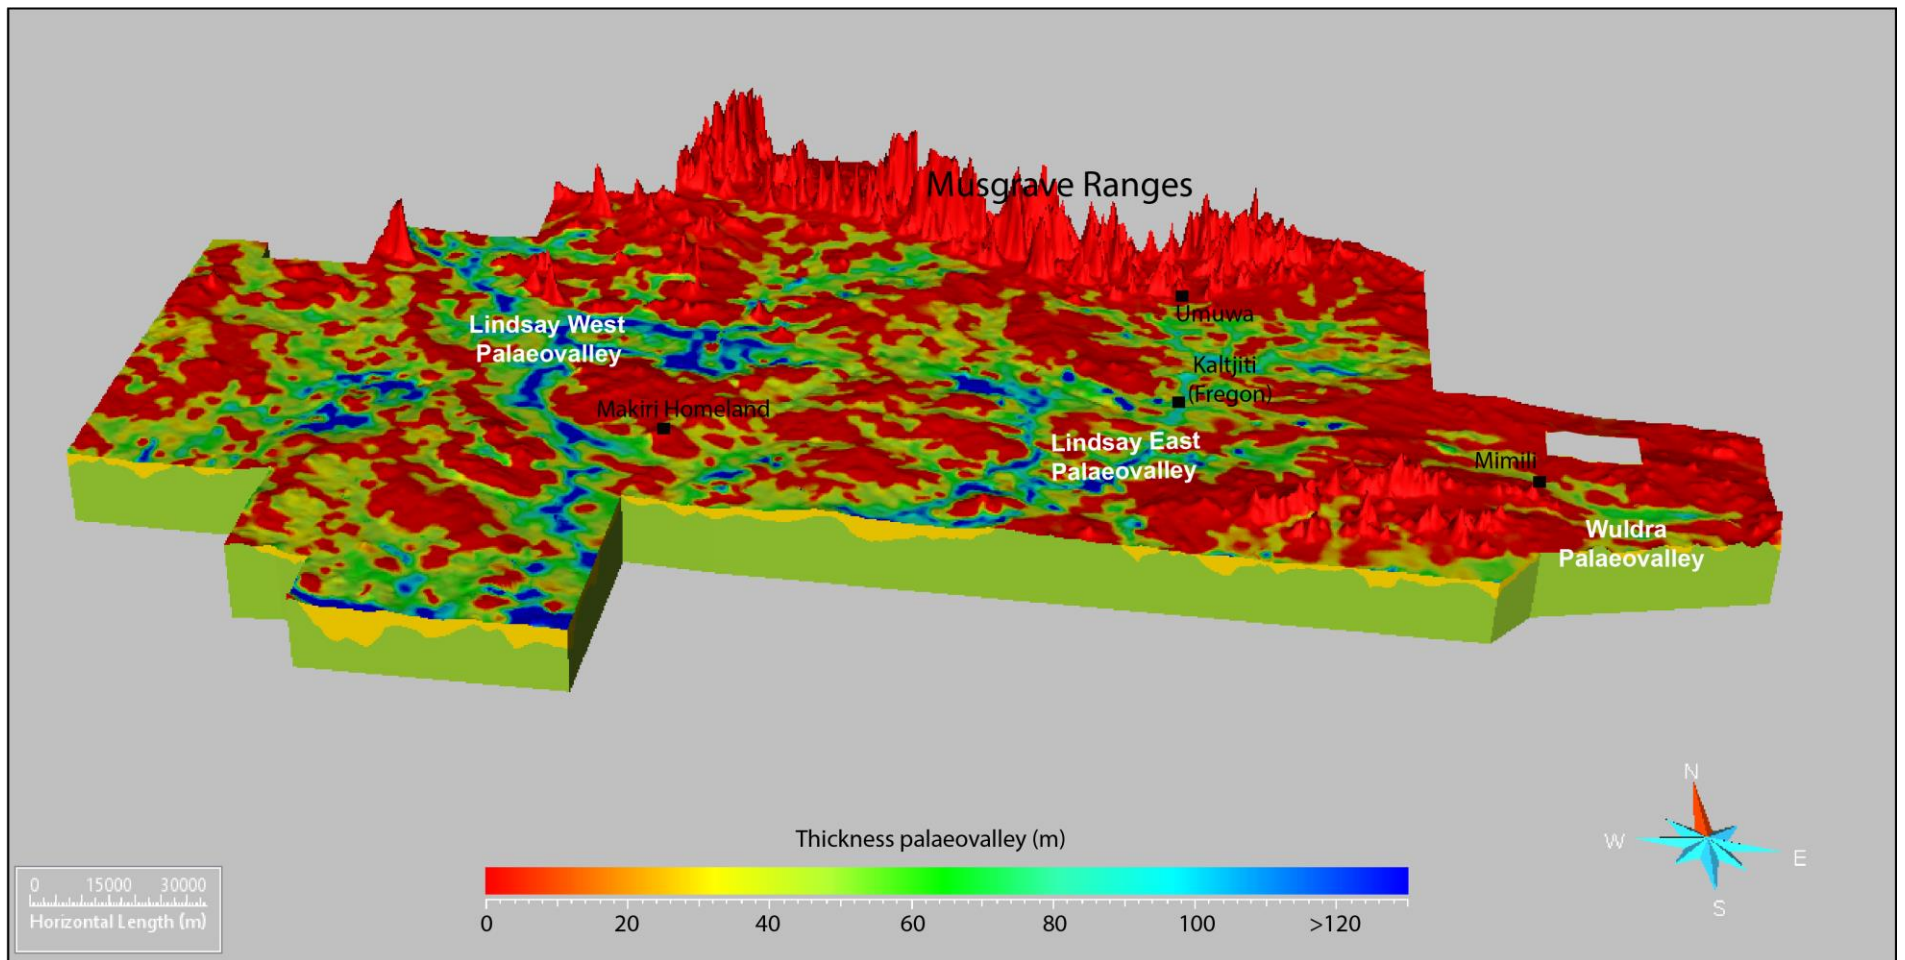 Musgrave Ranges
Umuwa
Lindsay West
Palaeovalley
Kaltjiti
(Fregon)
Makiri Homeland
Lindsay East
Palaeovalley
Mimili
Wuldra
Palaeovalley
N
W
E
S
Thickness palaeovalley (m)
0 20 40 60 80 100 >120
0 15000 30000
Horizontal Length (m)